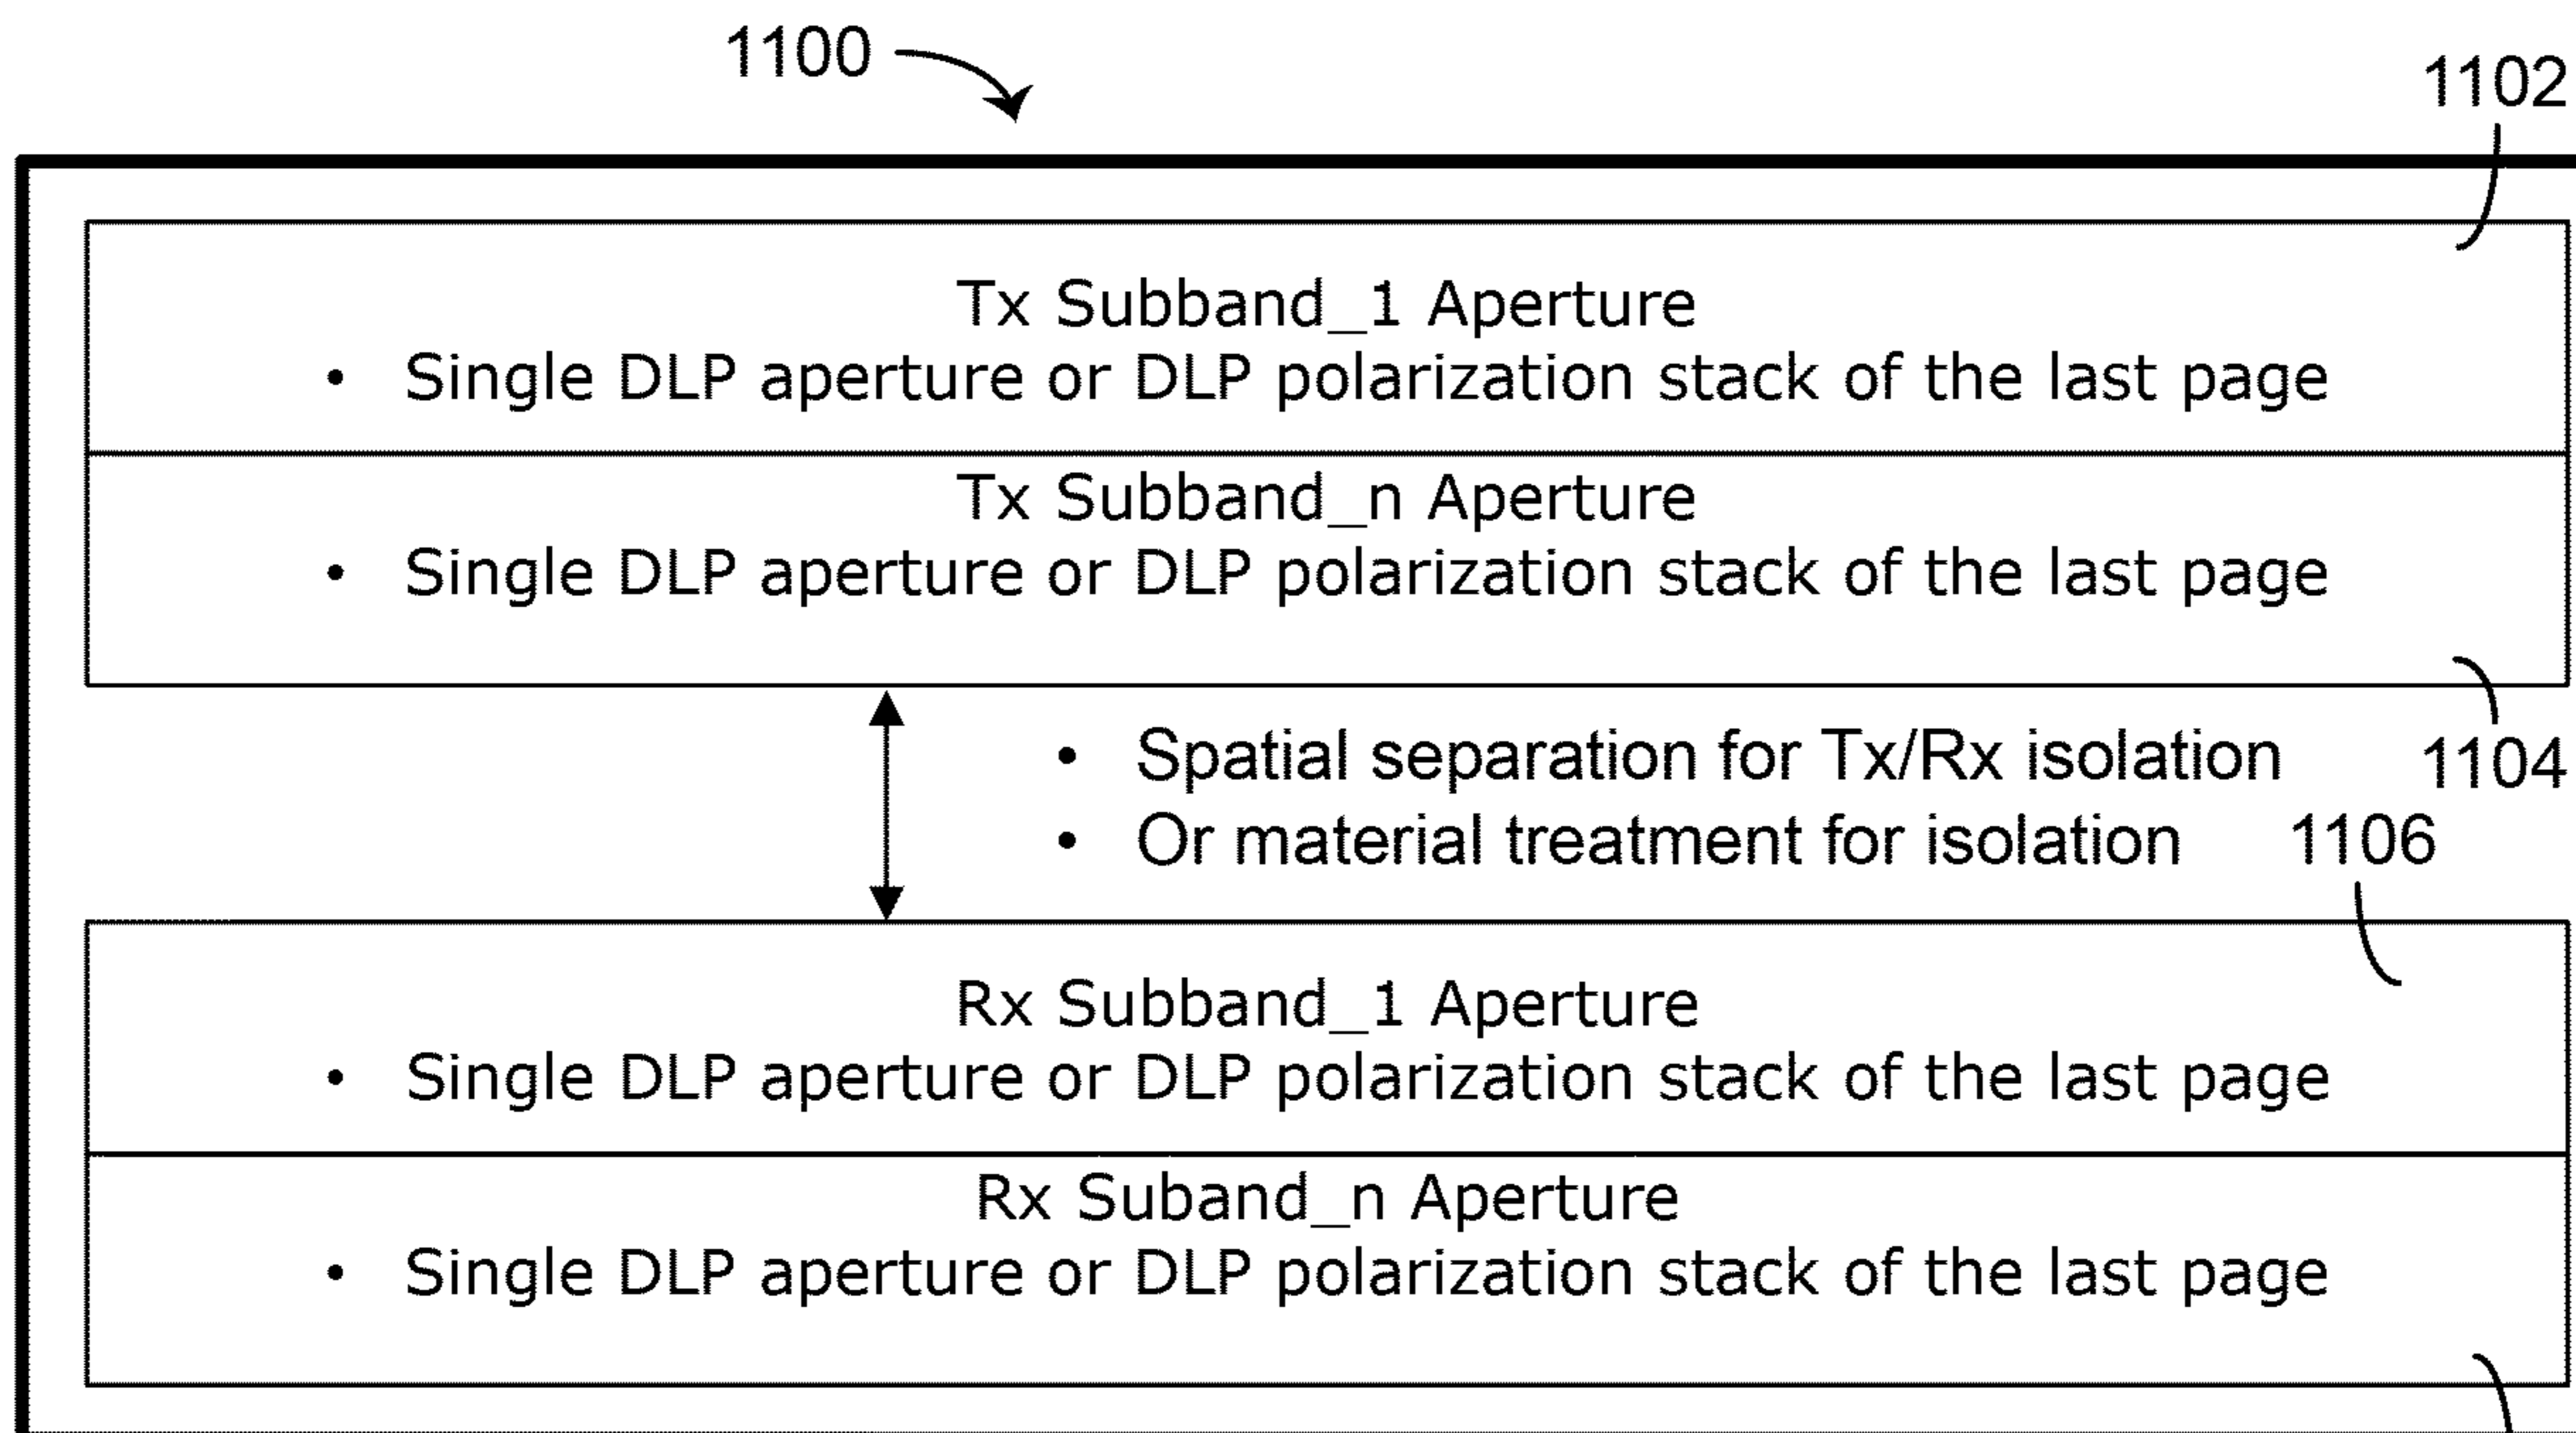 1100
1102
Tx Subband_1 Aperture
• Single DLP aperture or DLP polarization stack of the last page
Tx Subband_n Aperture
• Single DLP aperture or DLP polarization stack of the last page
• Spatial separation for Tx/Rx isolation
1104
• Or material treatment for isolation
1106
Rx Subband_1 Aperture
• Single DLP aperture or DLP polarization stack of the last page
Rx Suband_n Aperture
• Single DLP aperture or DLP polarization stack of the last page